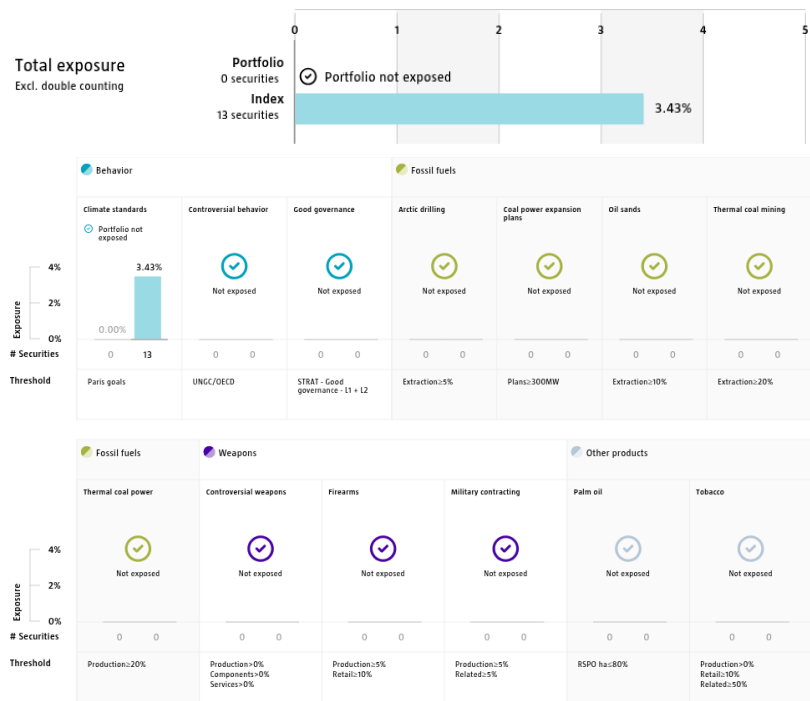 0 1 2 3 4 5
Total exposure
Excl. double counting
Portfolio
0 securities
Portfolio not exposed
Index
13 securities
3.43%
Behavior
Fossil fuels
Climate standards
Controversial behavior
Good governance
Arctic drilling
Coal power expansion plans
Oil sands
Thermal coal mining
Portfolio not exposed
Not exposed
Not exposed
Not exposed
Not exposed
Not exposed
Not exposed
Exposure
4%
2%
0%
3.43%
0.00%
# Securities 0 13 0 0 0 0 0 0 0 0 0 0 0 0
Threshold
Paris goals
UNGC/OECD
STRAT - Good
governance - L1 + L2
Extraction≥5%
Plans≥300MW
Extraction≥10%
Extraction≥20%
Fossil fuels
Weapons
Other products
Thermal coal power
Controversial weapons
Firearms
Military contracting
Palm oil
Tobacco
Not exposed
Not exposed
Not exposed
Not exposed
Not exposed
Not exposed
Exposure
4%
2%
0%
# Securities 0 0 0 0 0 0 0 0 0 0 0 0
Threshold
Production≥20%
Production>0%
Components>0%
Services>0%
Production≥5%
Retail≥10%
Production≥5%
Related≥5%
RSPO ha≤80%
Production>0%
Retail≥10%
Related≥50%